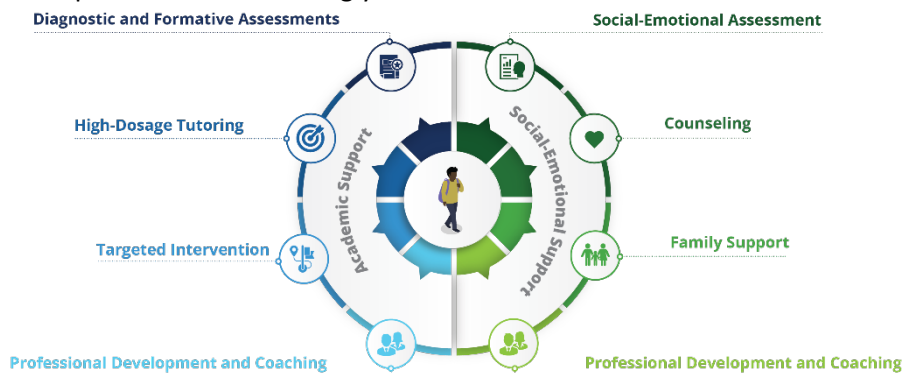 Diagnostic and Formative Assessments
Social-Emotional Assessment
High-Dosage Tutoring
Counseling
Academic Support
Social-Emotional Support
Targeted Intervention
Family Support
Professional Development and Coaching
Professional Development and Coaching